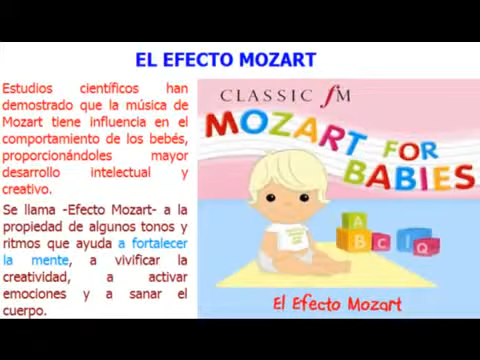 EL EFECTO MOZART
Estudios científicos han
demostrado que la música de
Mozart tiene influencia en el
comportamiento de los bebés,
proporcionándoles mayor
desarrollo intelectual y
creativo.
Se llama -Efecto Mozart- a la
propiedad de algunos tonos y
ritmos que ayuda a fortalecer
la mente, a vivificar la
creatividad, a activar
emociones y a sanar el
cuerpo.
CLASSIC fM
MOZART FOR
BABIES
A
B C I Q
El Efecto Mozart